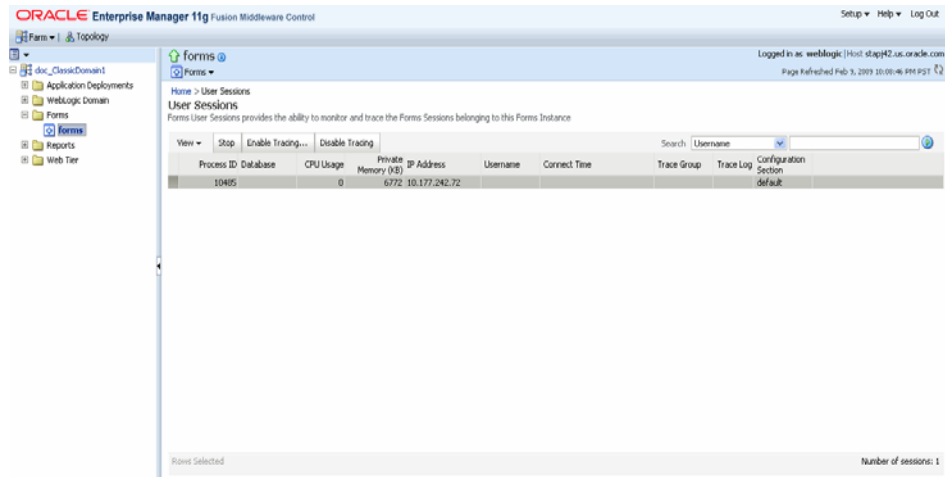 ORACLE Enterprise Manager 11g Fusion Middleware Control
Setup Help Log Out
Farm | Topology
doc_ClassicDomain1
Application Deployments
WebLogic Domain
Forms
forms
Reports
Web Tier
forms
Logged in as weblogic | Host stapj42.us.oracle.com
Forms
Page Refreshed Feb 9, 2009 10:00:46 PM PST
Home > User Sessions
User Sessions
Forms User Sessions provides the ability to monitor and trace the Forms Sessions belonging to this Forms Instance
View Stop Enable Tracing... Disable Tracing Search Username
Process ID Database CPU Usage Private Memory (KB) IP Address Username Connect Time Trace Group Trace Log Configuration Section
10485 0 6772 10.177.242.72 default
Rows Selected Number of sessions: 1